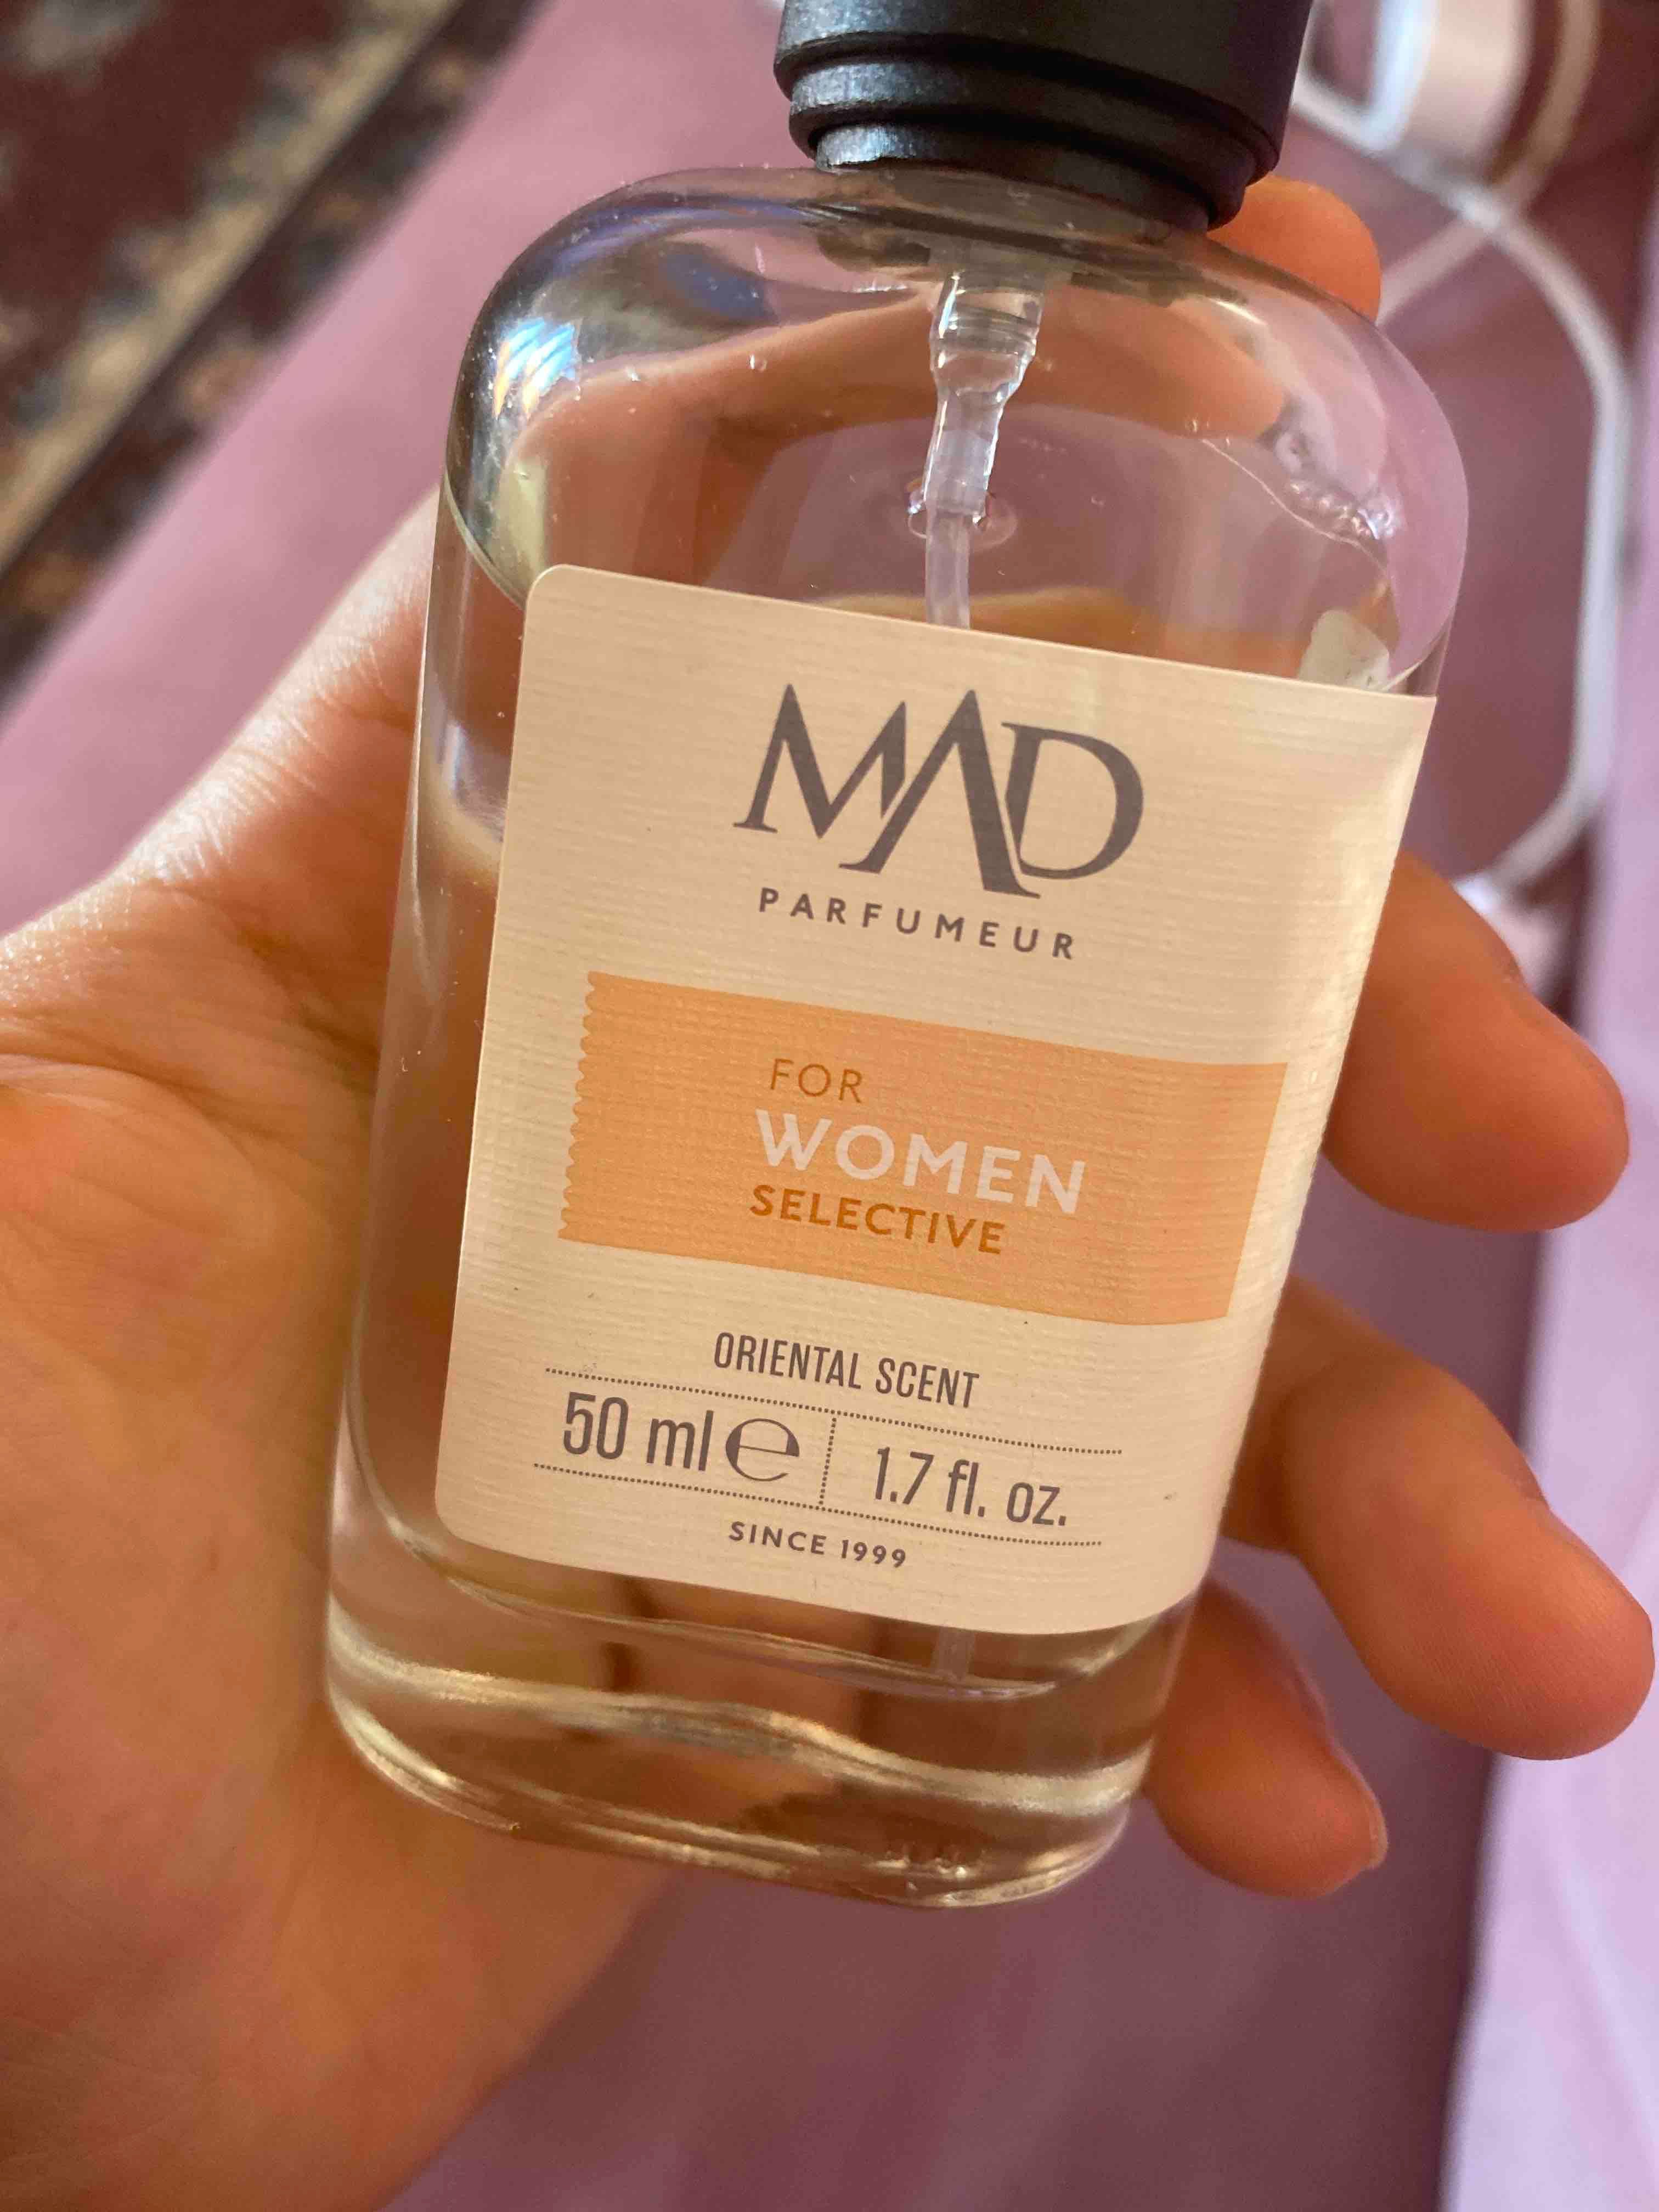 MAD
PARFUMEUR
FOR
WOMEN
SELECTIVE
ORIENTAL SCENT
50 ml ℮ 1.7 fl. oz.
SINCE 1999